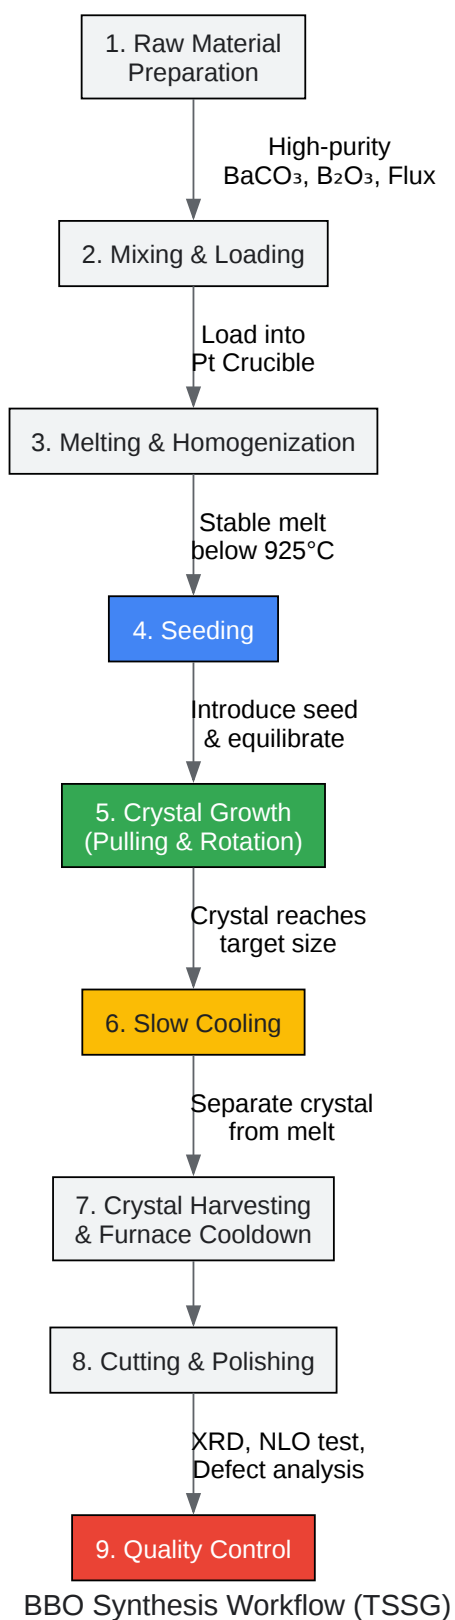 1. Raw Material
Preparation
High-purity
BaCO₃, B₂O₃, Flux
2. Mixing & Loading
Load into
Pt Crucible
3. Melting & Homogenization
Stable melt
below 925°C
4. Seeding
Introduce seed
& equilibrate
5. Crystal Growth
(Pulling & Rotation)
Crystal reaches
target size
6. Slow Cooling
Separate crystal
from melt
7. Crystal Harvesting
& Furnace Cooldown
8. Cutting & Polishing
XRD, NLO test,
Defect analysis
9. Quality Control
BBO Synthesis Workflow (TSSG)